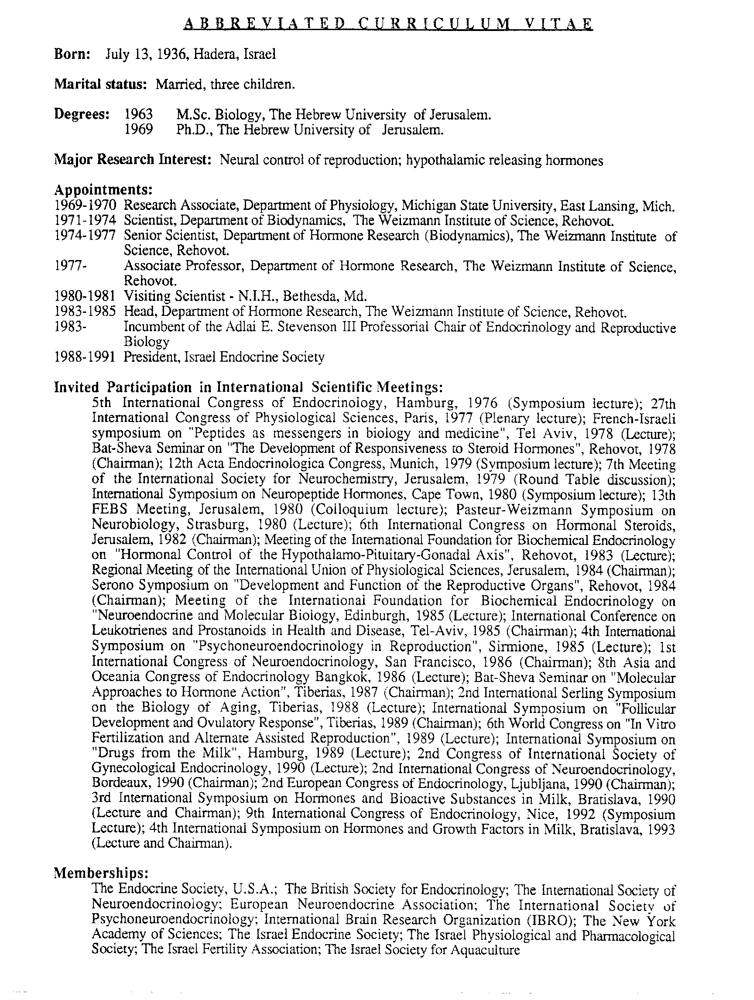 ABBREVIATED CURRICULUM VITAE
Born: July 13, 1936, Hadera, Israel
Marital status: Married, three children.
Degrees: 1963 M.Sc. Biology, The Hebrew University of Jerusalem.
1969 Ph.D., The Hebrew University of Jerusalem.
Major Research Interest: Neural control of reproduction; hypothalamic releasing hormones
Appointments:
1969-1970 Research Associate, Department of Physiology, Michigan State University, East Lansing, Mich.
1971-1974 Scientist, Department of Biodynamics, The Weizmann Institute of Science, Rehovot.
1974-1977 Senior Scientist, Department of Hormone Research (Biodynamics), The Weizmann Institute of
Science, Rehovot.
1977- Associate Professor, Department of Hormone Research, The Weizmann Institute of Science,
Rehovot.
1980-1981 Visiting Scientist - N.I.H., Bethesda, Md.
1983-1985 Head, Department of Hormone Research, The Weizmann Institute of Science, Rehovot.
1983- Incumbent of the Adlai E. Stevenson III Professorial Chair of Endocrinology and Reproductive
Biology
1988-1991 President, Israel Endocrine Society
Invited Participation in International Scientific Meetings:
5th International Congress of Endocrinology, Hamburg, 1976 (Symposium lecture); 27th
International Congress of Physiological Sciences, Paris, 1977 (Plenary lecture); French-Israeli
symposium on "Peptides as messengers in biology and medicine", Tel Aviv, 1978 (Lecture);
Bat-Sheva Seminar on "The Development of Responsiveness to Steroid Hormones", Rehovot, 1978
(Chairman); 12th Acta Endocrinologica Congress, Munich, 1979 (Symposium lecture); 7th Meeting
of the International Society for Neurochemistry, Jerusalem, 1979 (Round Table discussion);
International Symposium on Neuropeptide Hormones, Cape Town, 1980 (Symposium lecture); 13th
FEBS Meeting, Jerusalem, 1980 (Colloquium lecture); Pasteur-Weizmann Symposium on
Neurobiology, Strasburg, 1980 (Lecture); 6th International Congress on Hormonal Steroids,
Jerusalem, 1982 (Chairman); Meeting of the International Foundation for Biochemical Endocrinology
on "Hormonal Control of the Hypothalamo-Pituitary-Gonadal Axis", Rehovot, 1983 (Lecture);
Regional Meeting of the International Union of Physiological Sciences, Jerusalem, 1984 (Chairman);
Serono Symposium on "Development and Function of the Reproductive Organs", Rehovot, 1984
(Chairman); Meeting of the International Foundation for Biochemical Endocrinology on
"Neuroendocrine and Molecular Biology, Edinburgh, 1985 (Lecture); International Conference on
Leukotrienes and Prostanoids in Health and Disease, Tel-Aviv, 1985 (Chairman); 4th International
Symposium on "Psychoneuroendocrinology in Reproduction", Sirmione, 1985 (Lecture); 1st
International Congress of Neuroendocrinology, San Francisco, 1986 (Chairman); 8th Asia and
Oceania Congress of Endocrinology Bangkok, 1986 (Lecture); Bat-Sheva Seminar on "Molecular
Approaches to Hormone Action", Tiberias, 1987 (Chairman); 2nd International Serling Symposium
on the Biology of Aging, Tiberias, 1988 (Lecture); International Symposium on "Follicular
Development and Ovulatory Response", Tiberias, 1989 (Chairman); 6th World Congress on "In Vitro
Fertilization and Alternate Assisted Reproduction", 1989 (Lecture); International Symposium on
"Drugs from the Milk", Hamburg, 1989 (Lecture); 2nd Congress of International Society of
Gynecological Endocrinology, 1990 (Lecture); 2nd International Congress of Neuroendocrinology,
Bordeaux, 1990 (Chairman); 2nd European Congress of Endocrinology, Ljubljana, 1990 (Chairman);
3rd International Symposium on Hormones and Bioactive Substances in Milk, Bratislava, 1990
(Lecture and Chairman); 9th International Congress of Endocrinology, Nice, 1992 (Symposium
Lecture); 4th International Symposium on Hormones and Growth Factors in Milk, Bratislava, 1993
(Lecture and Chairman).
Memberships:
The Endocrine Society, U.S.A.; The British Society for Endocrinology; The International Society of
Neuroendocrinology; European Neuroendocrine Association; The International Society of
Psychoneuroendocrinology; International Brain Research Organization (IBRO); The New York
Academy of Sciences; The Israel Endocrine Society; The Israel Physiological and Pharmacological
Society; The Israel Fertility Association; The Israel Society for Aquaculture